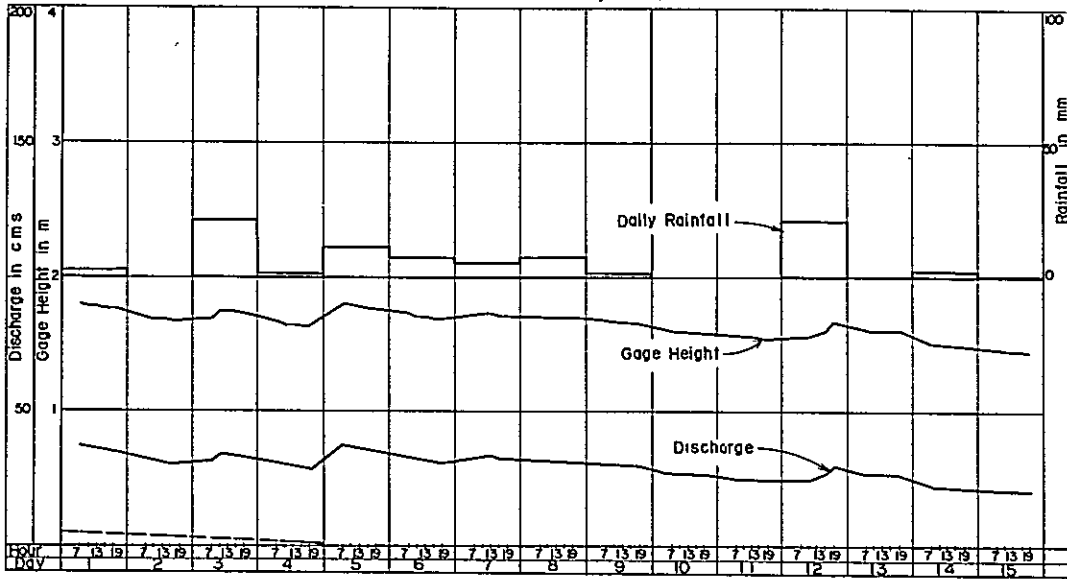 200 4 100
Discharge in cms
Gage Height in m
Rainfall in mm
150 3 50
Daily Rainfall
2 0
Gage Height
50 1
Discharge
Hour 7 13 19 7 13 19 7 13 19 7 13 19 7 13 19 7 13 19 7 13 19 7 13 19 7 13 19 7 13 19 7 13 19 7 13 19 7 13 19 7 13 19 7 13 19
Day 1 2 3 4 5 6 7 8 9 10 11 12 13 14 15